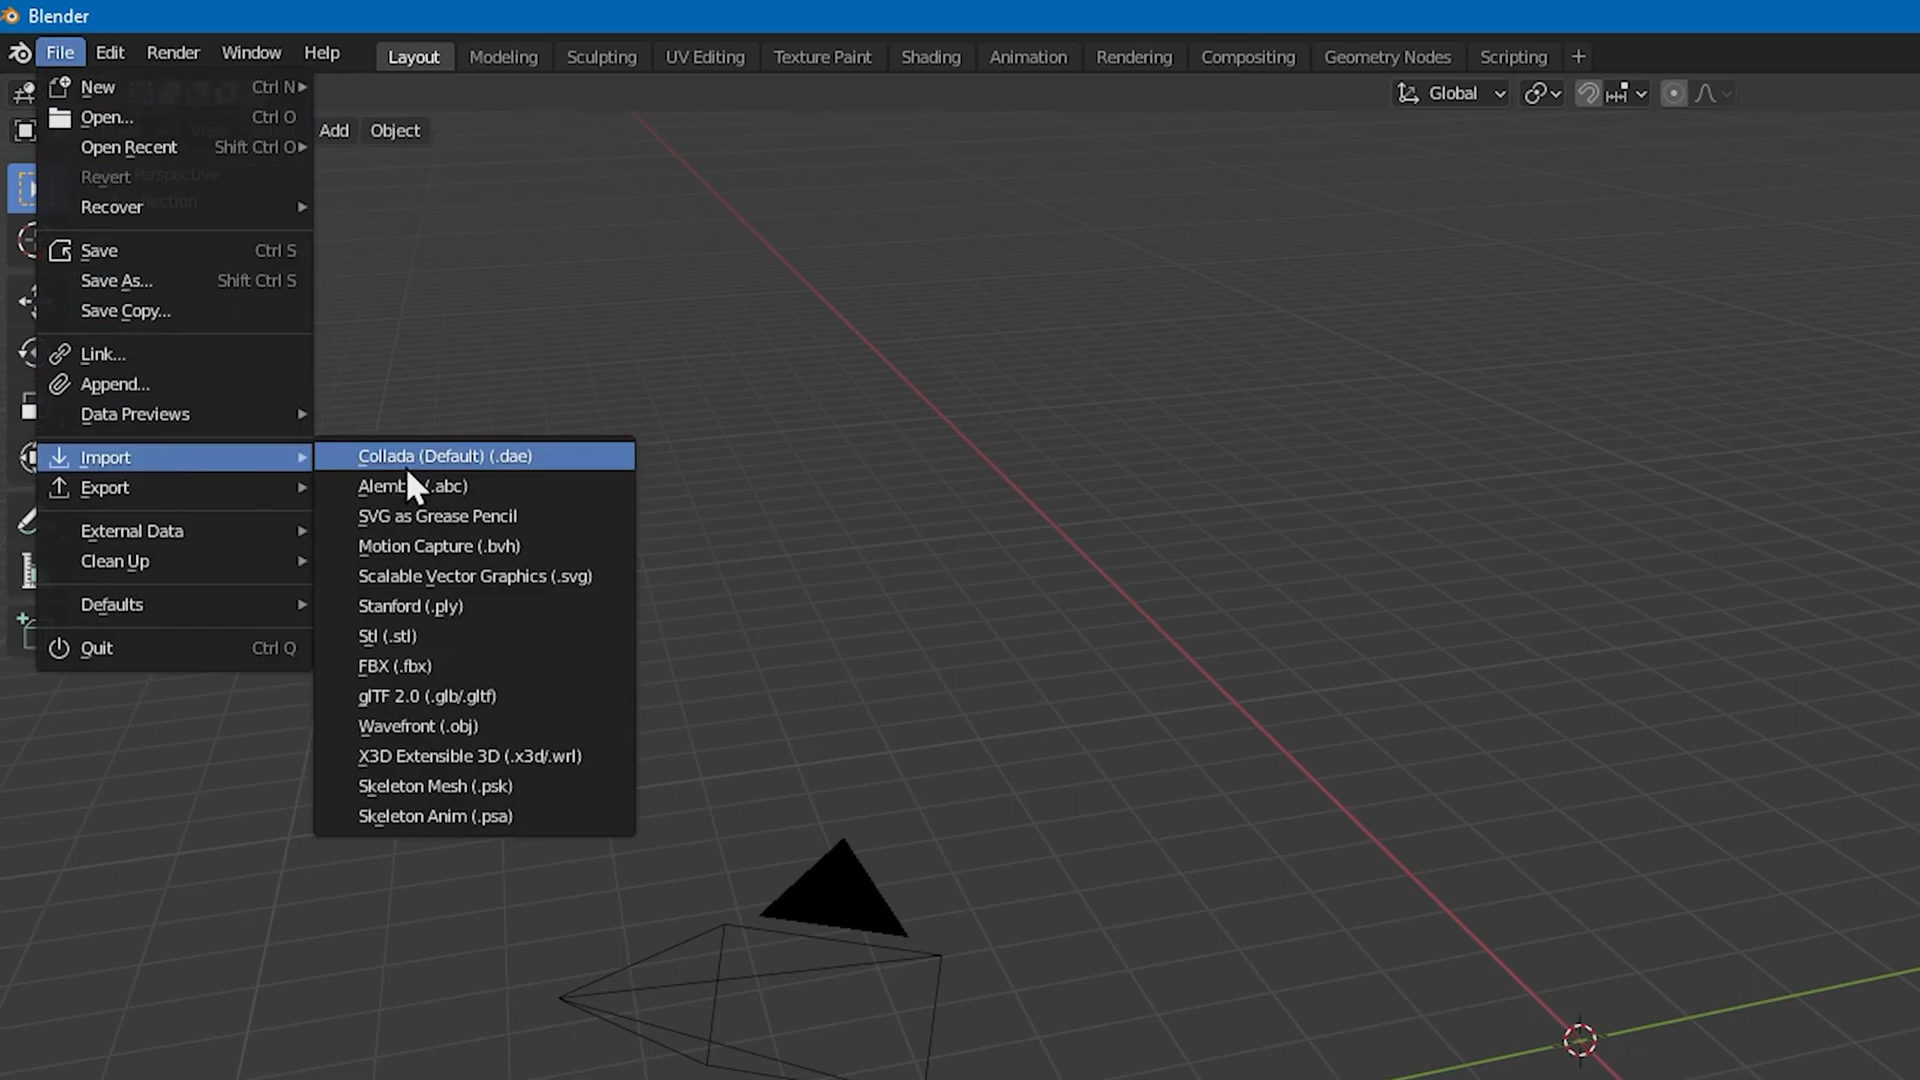 Blender
File Edit Render Window Help Layout Modeling Sculpting UV Editing Texture Paint Shading Animation Rendering Compositing Geometry Nodes Scripting +
Global
Add Object
New Ctrl N
Open... Ctrl O
Open Recent Shift Ctrl O
Revert
Recover
Save Ctrl S
Save As... Shift Ctrl S
Save Copy...
Link...
Append...
Data Previews
Import
Export
External Data
Clean Up
Defaults
Quit Ctrl Q
Collada (Default) (.dae)
(.abc)
SVG as Grease Pencil
Motion Capture (.bvh)
Scalable Vector Graphics (.svg)
Stanford (.ply)
Stl (.stl)
FBX (.fbx)
glTF 2.0 (.glb/.gltf)
Wavefront (.obj)
X3D Extensible 3D (.x3d/.wrl)
Skeleton Mesh (.psk)
Skeleton Anim (.psa)